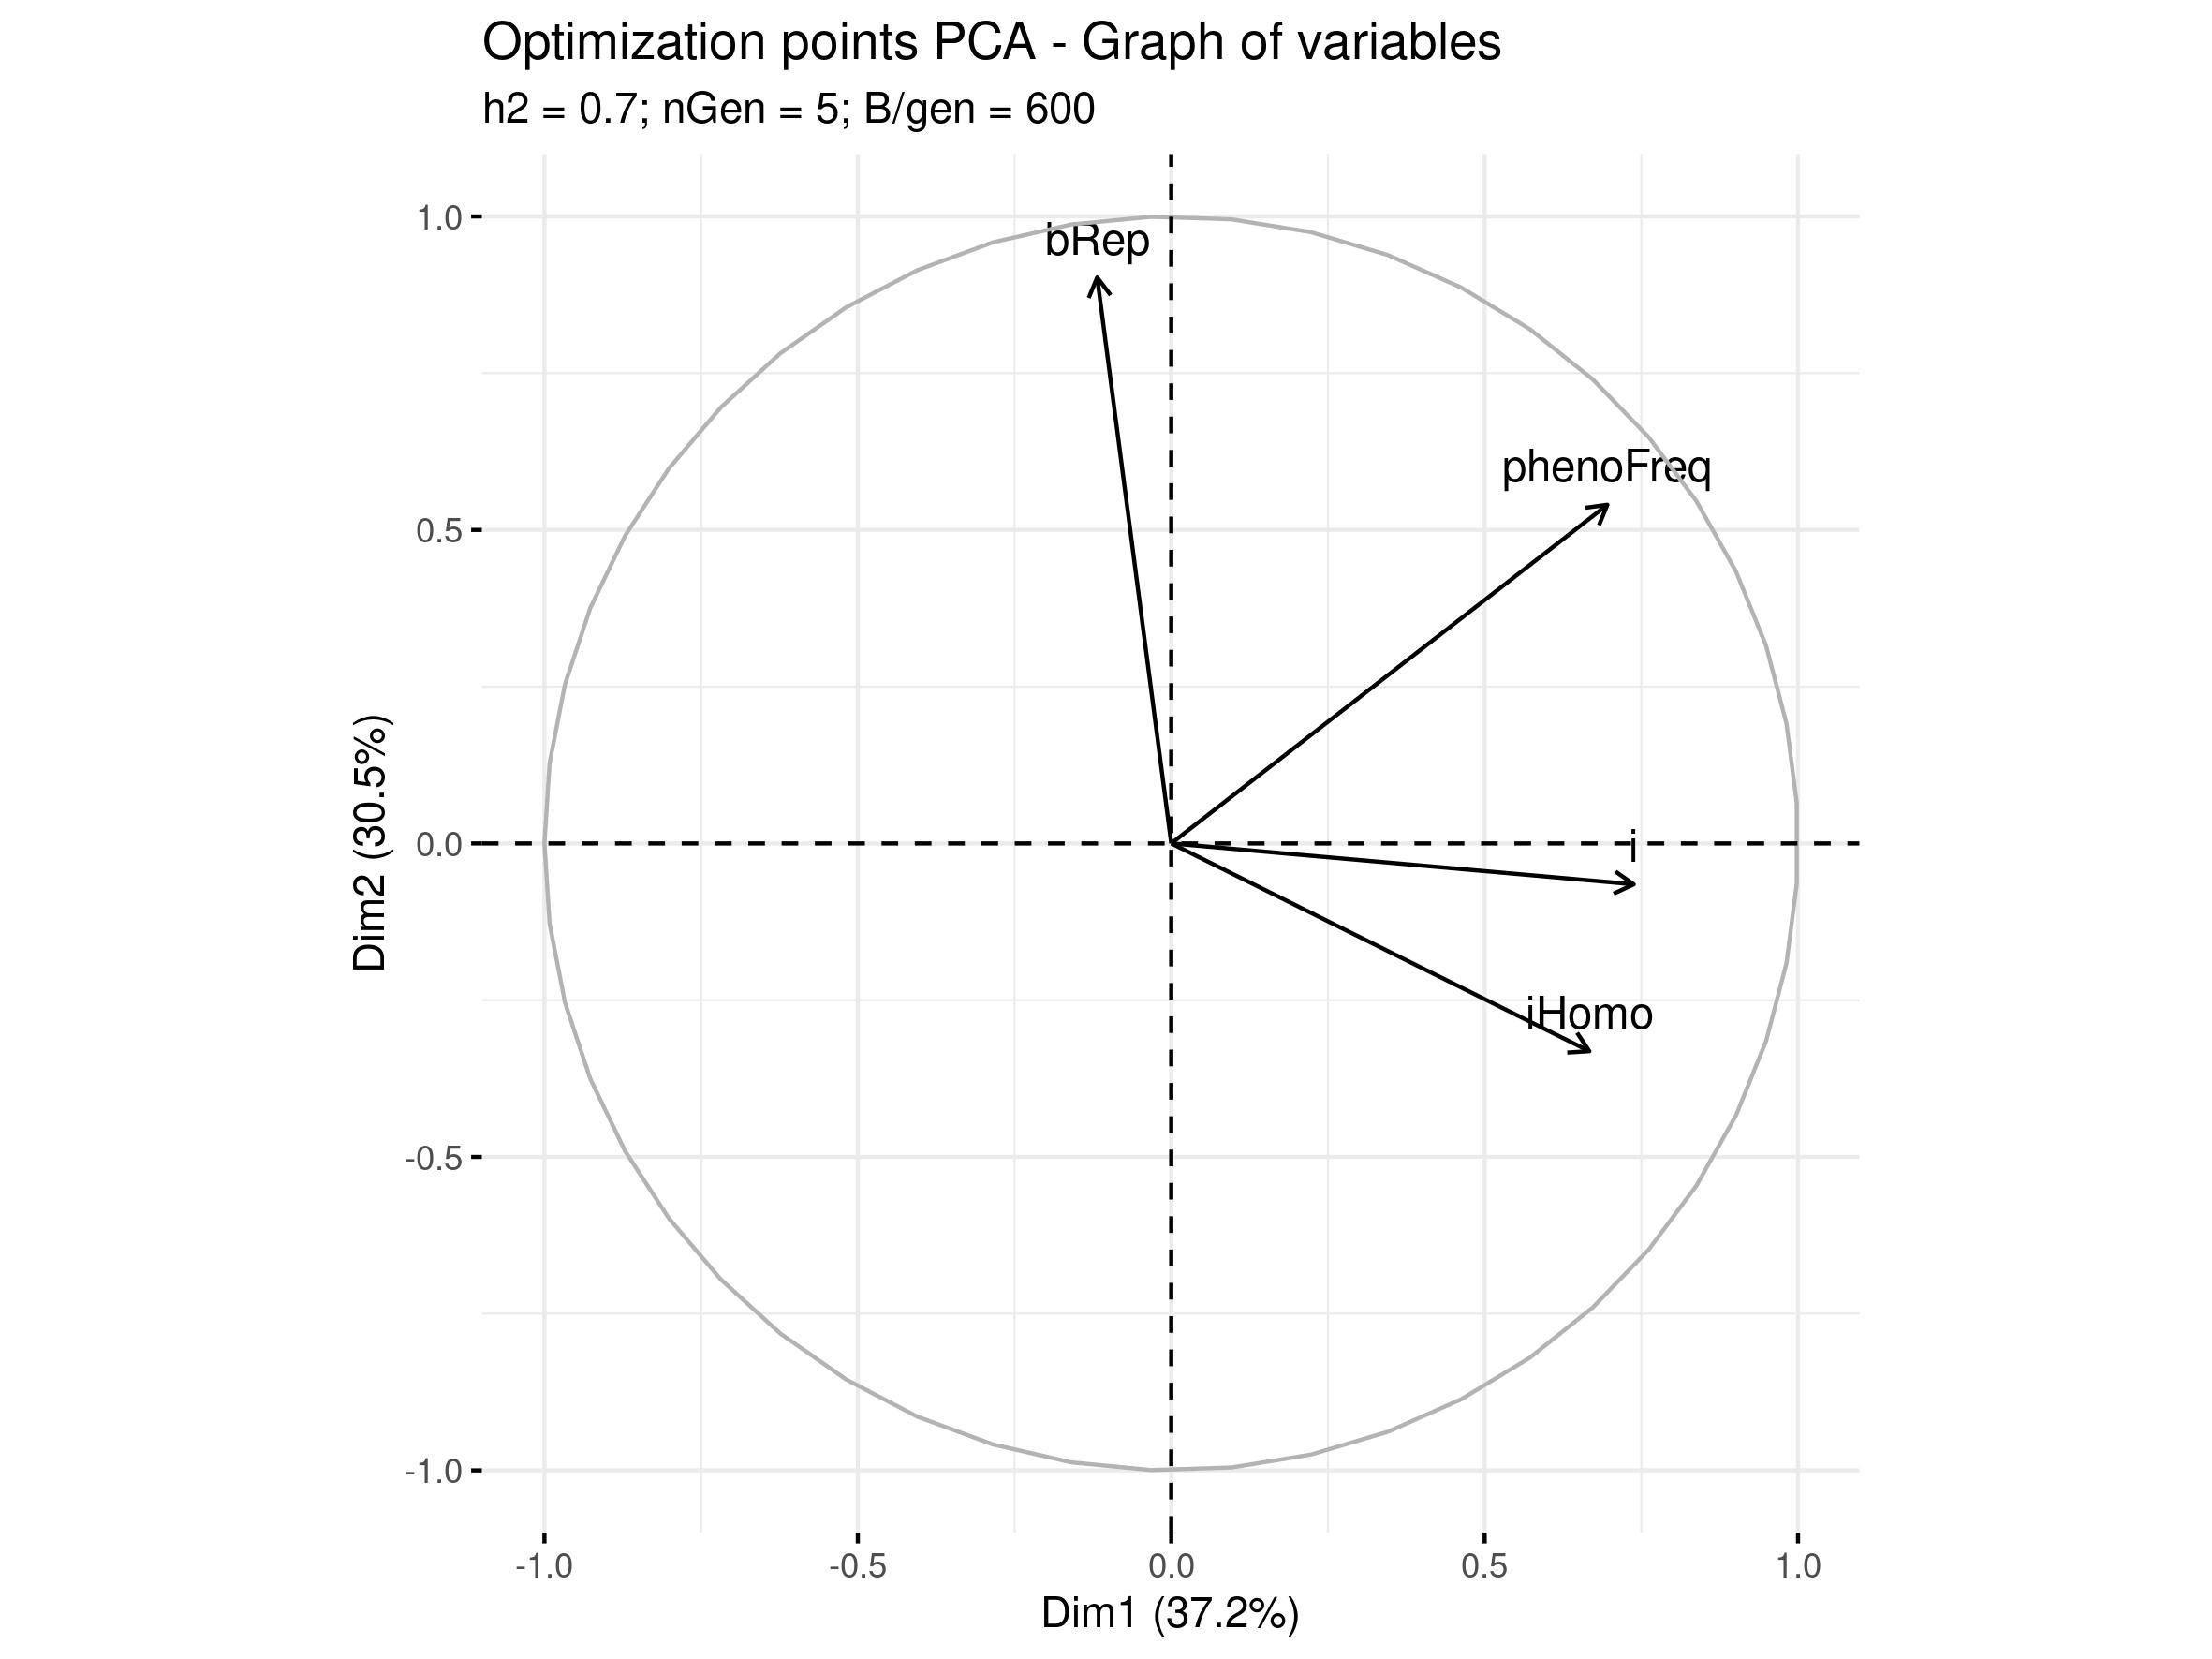 Optimization points PCA - Graph of variables
h2 = 0.7; nGen = 5; B/gen = 600
1.0
0.5
0.0
-0.5
-1.0
Dim2 (30.5%)
bRep
phenoFreq
i
iHomo
-1.0
-0.5
0.0
0.5
1.0
Dim1 (37.2%)